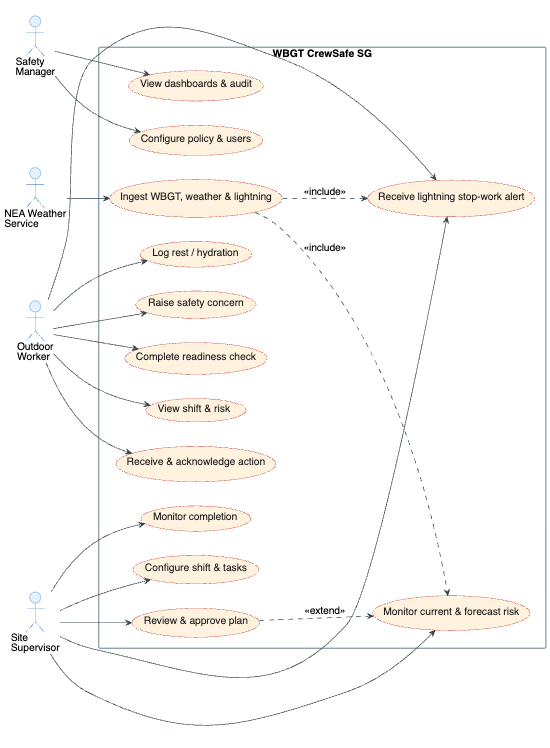 WBGT CrewSafe SG
Safety
Manager
View dashboards & audit
Configure policy & users
NEA Weather
Service
Ingest WBGT, weather & lightning
«include»
Receive lightning stop-work alert
«include»
Log rest / hydration
Raise safety concern
Outdoor
Worker
Complete readiness check
View shift & risk
Receive & acknowledge action
Monitor completion
Configure shift & tasks
Site
Supervisor
Review & approve plan
«extend»
Monitor current & forecast risk